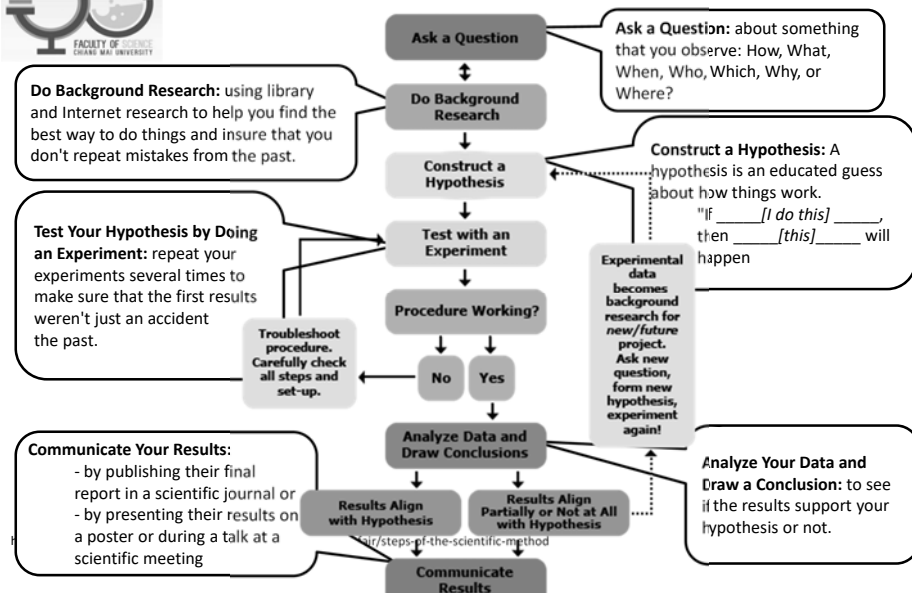 FACULTY OF SCIENCE
CHIANG MAI UNIVERSITY
Ask a Question
Ask a Question: about something
that you observe: How, What,
When, Who, Which, Why, or
Where?
Do Background Research: using library
and Internet research to help you find the
best way to do things and insure that you
don't repeat mistakes from the past.
Do Background
Research
Construct a
Hypothesis
Construct a Hypothesis: A
hypothesis is an educated guess
about how things work.
"If _____[I do this] _____,
then _____[this]_____ will
happen
Test Your Hypothesis by Doing
an Experiment: repeat your
experiments several times to
make sure that the first results
weren't just an accident
the past.
Test with an
Experiment
Experimental
data
becomes
background
research for
new/future
project.
Ask new
question,
form new
hypothesis,
experiment
again!
Procedure Working?
Troubleshoot
procedure.
Carefully check
all steps and
set-up.
No
Yes
Analyze Data and
Draw Conclusions
Analyze Your Data and
Draw a Conclusion: to see
if the results support your
hypothesis or not.
Communicate Your Results:
- by publishing their final
report in a scientific journal or
- by presenting their results on
a poster or during a talk at a
scientific meeting
Results Align
with Hypothesis
Results Align
Partially or Not at All
with Hypothesis
fair/steps-of-the-scientific-method
Communicate
Results